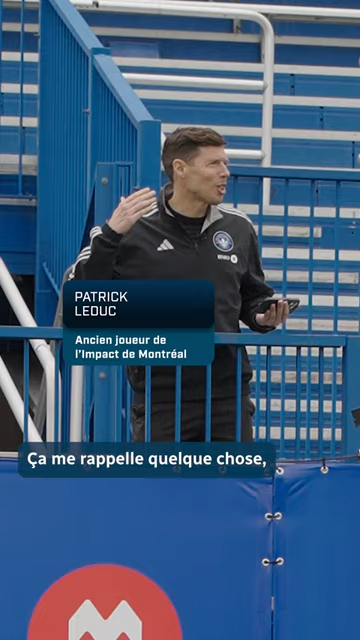 PATRICK
LEDUC
Ancien joueur de
l'Impact de Montréal
Ça me rappelle quelque chose,